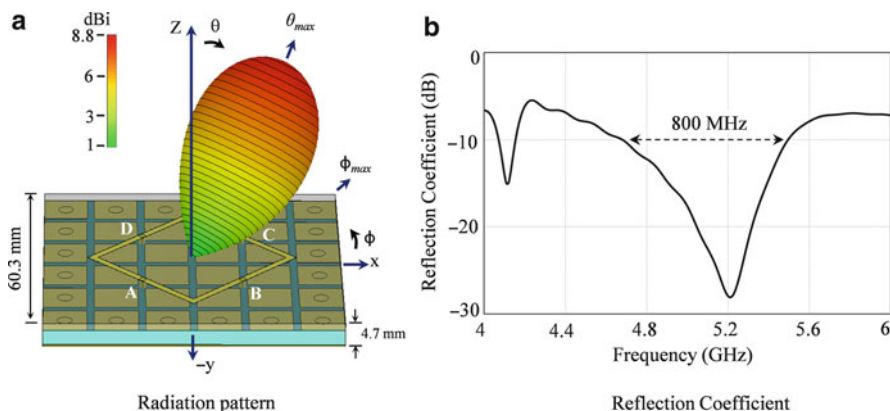 a
dBi
8.8
6
3
1
Z
θ
θmax
ϕmax
D
C
ϕ
x
A
B
60.3 mm
4.7 mm
−y
Radiation pattern
b
0
−10
−20
−30
Reflection Coefficient (dB)
800 MHz
4
4.4
4.8
5.2
5.6
6
Frequency (GHz)
Reflection Coefficient